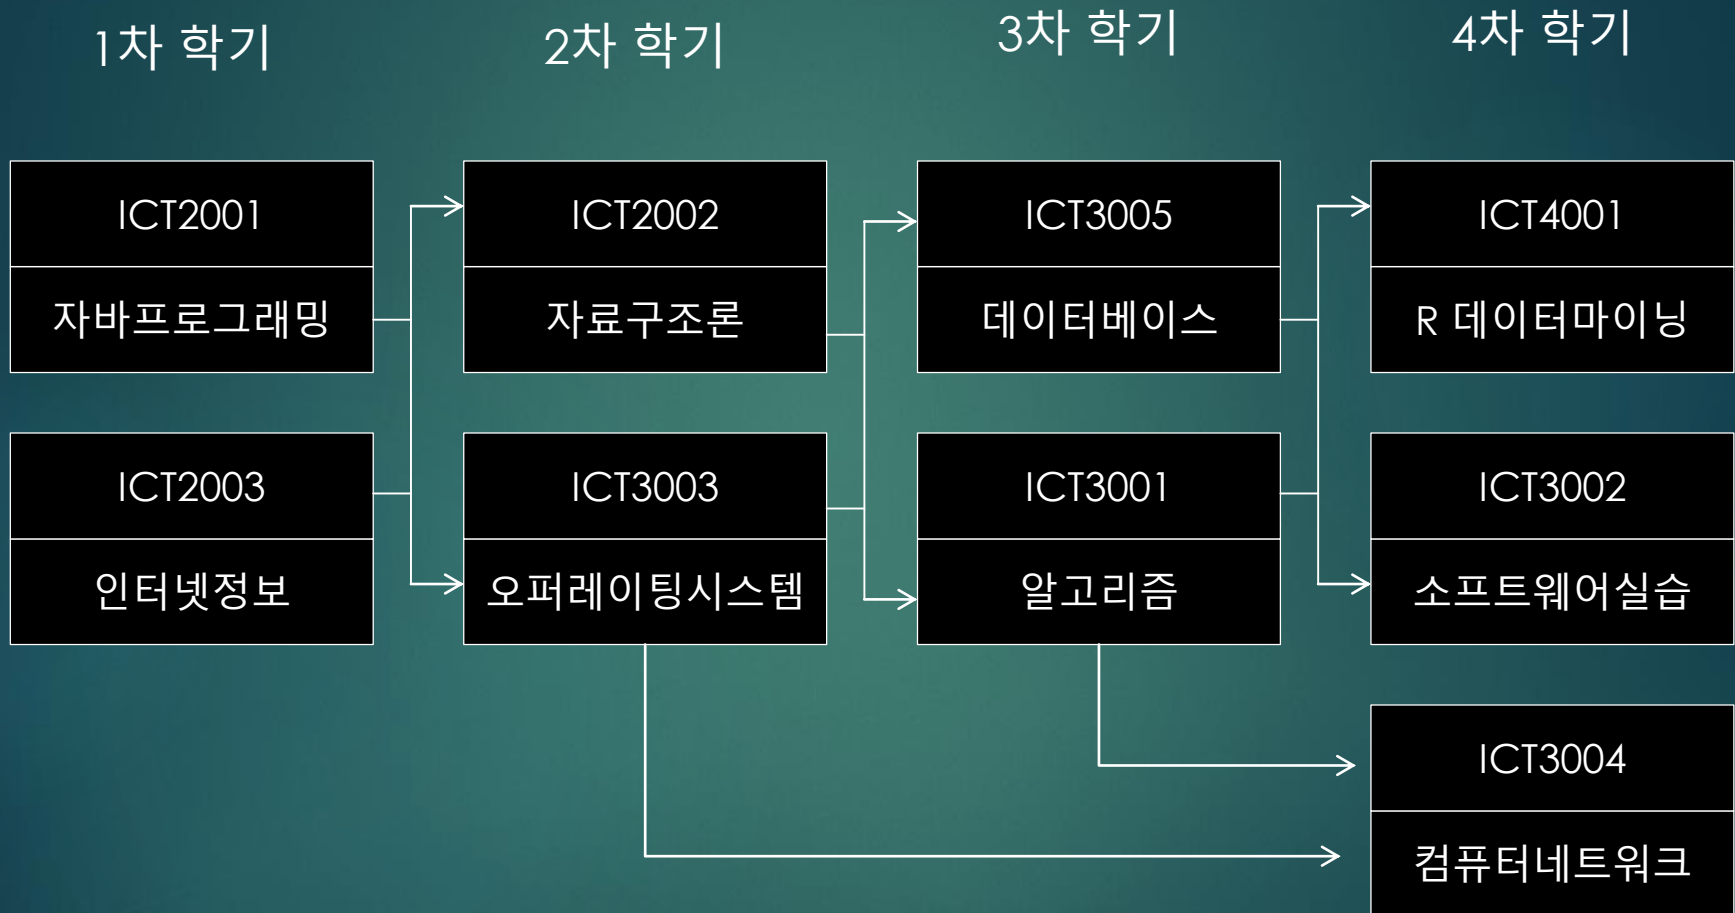 1차 학기
2차 학기
3차 학기
4차 학기
ICT2001
자바프로그래밍
ICT2002
자료구조론
ICT3005
데이터베이스
ICT4001
R 데이터마이닝
ICT2003
인터넷정보
ICT3003
오퍼레이팅시스템
ICT3001
알고리즘
ICT3002
소프트웨어실습
ICT3004
컴퓨터네트워크